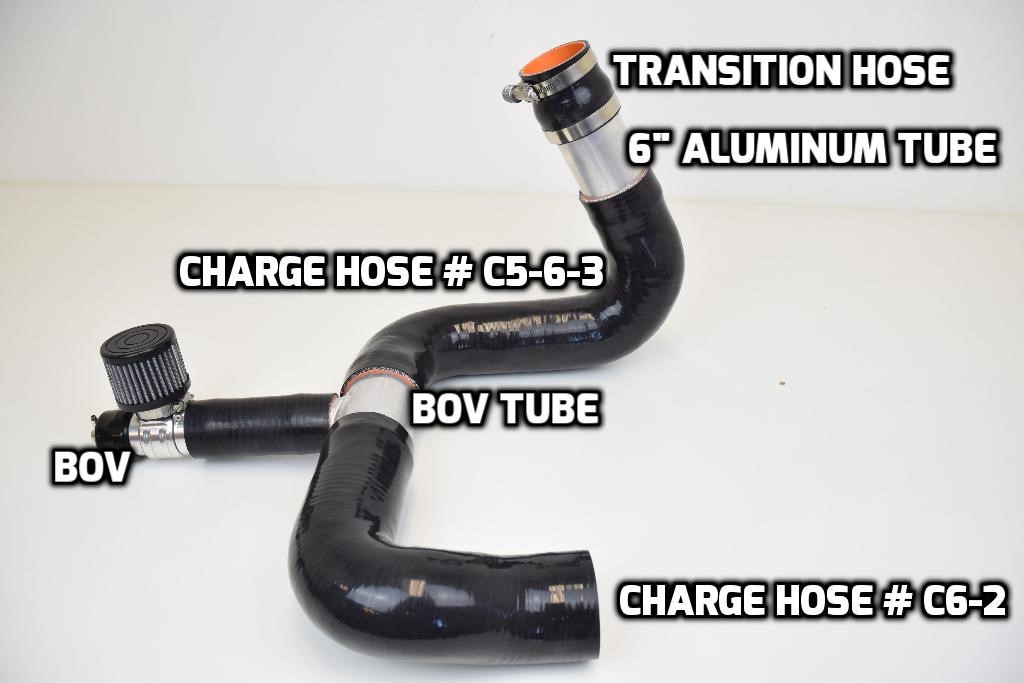 TRANSITION HOSE
6" ALUMINUM TUBE
CHARGE HOSE # C5-6-3
BOV TUBE
BOV
CHARGE HOSE # C6-2